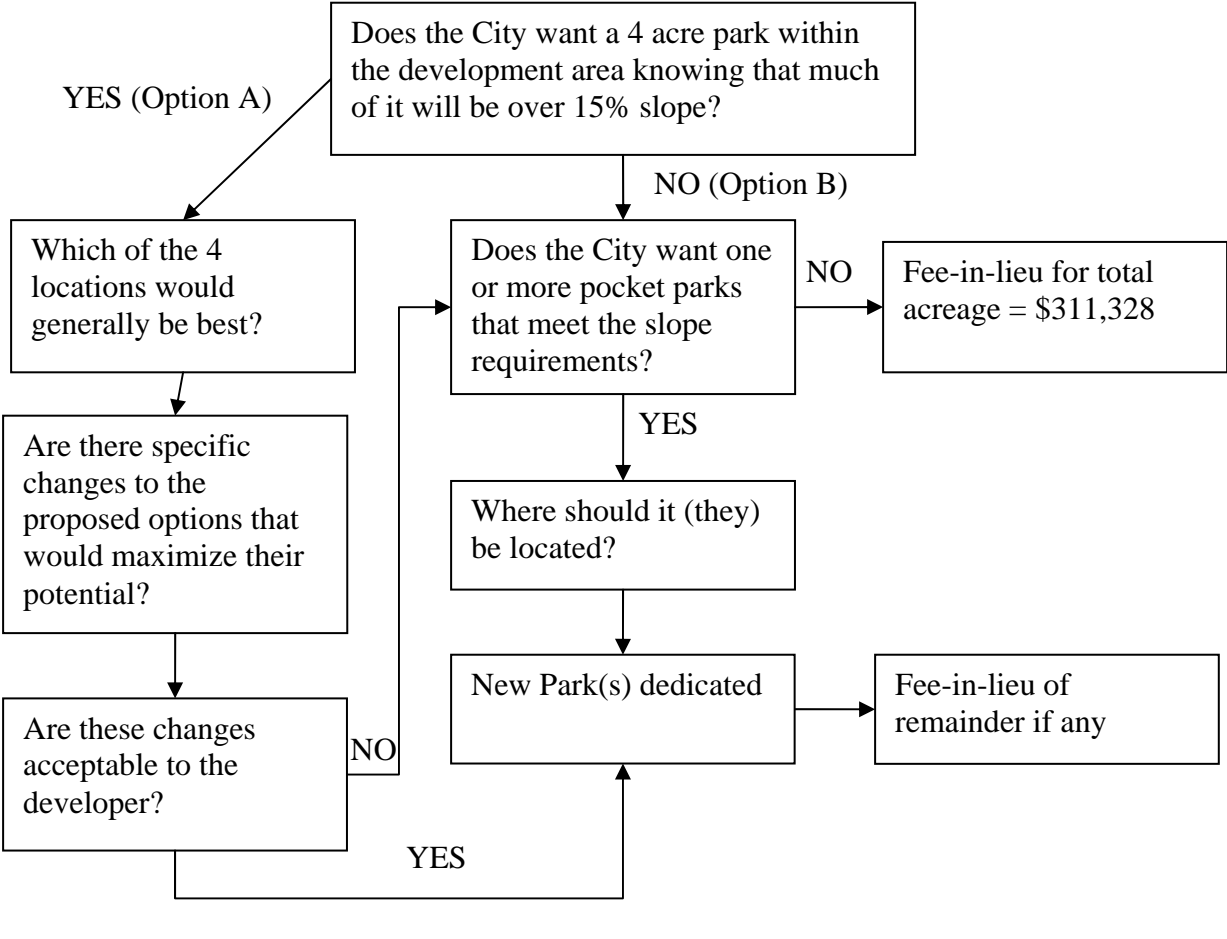 Does the City want a 4 acre park within
the development area knowing that much
of it will be over 15% slope?
YES (Option A)
NO (Option B)
Which of the 4
locations would
generally be best?
Does the City want one
or more pocket parks
that meet the slope
requirements?
NO
Fee-in-lieu for total
acreage = $311,328
Are there specific
changes to the
proposed options that
would maximize their
potential?
YES
Where should it (they)
be located?
Are these changes
acceptable to the
developer?
NO
New Park(s) dedicated
Fee-in-lieu of
remainder if any
YES